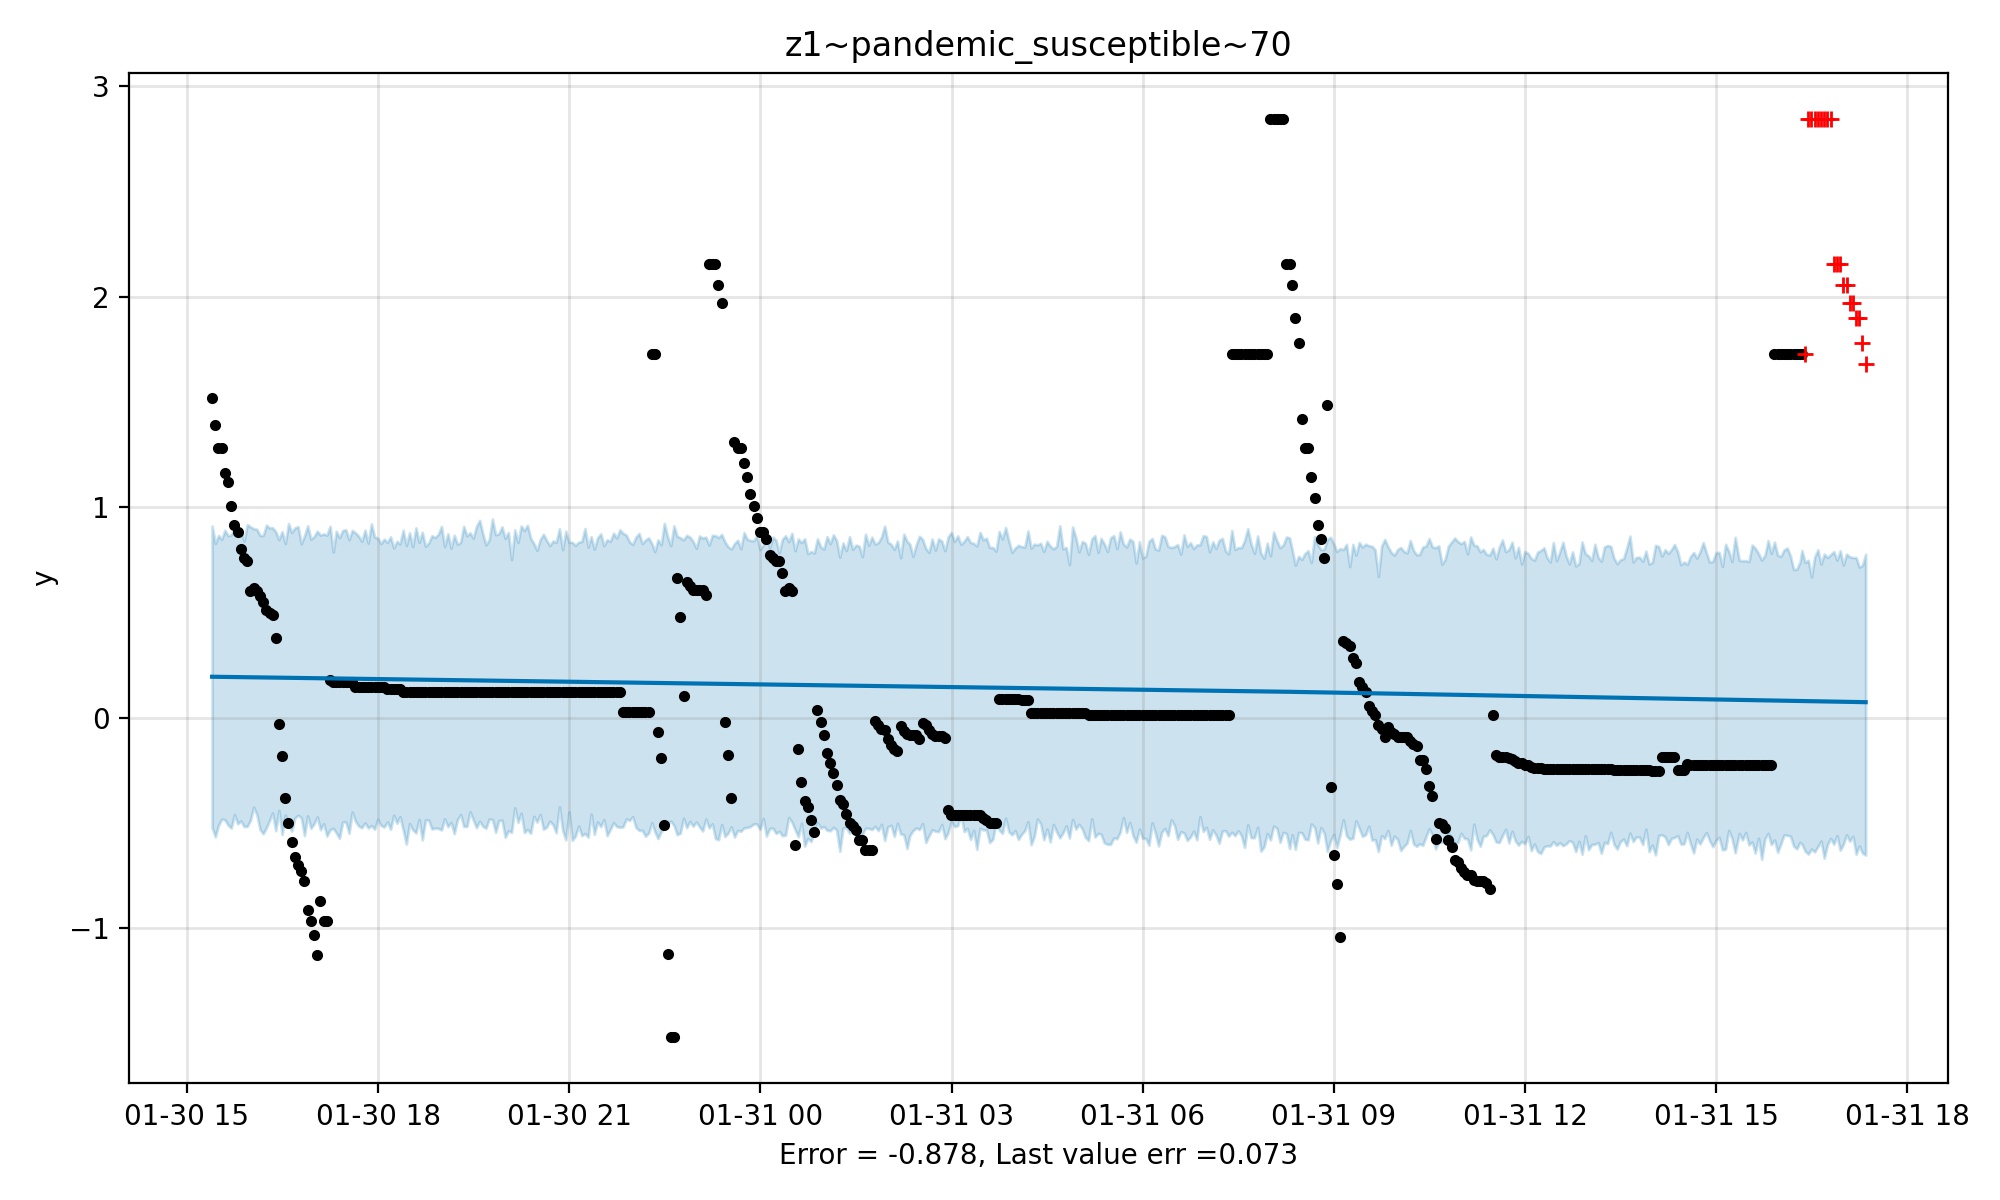 z1~pandemic_susceptible~70
3
2
1
0
−1
y
01-30 15 01-30 18 01-30 21 01-31 00 01-31 03 01-31 06 01-31 09 01-31 12 01-31 15 01-31 18
Error = -0.878, Last value err =0.073